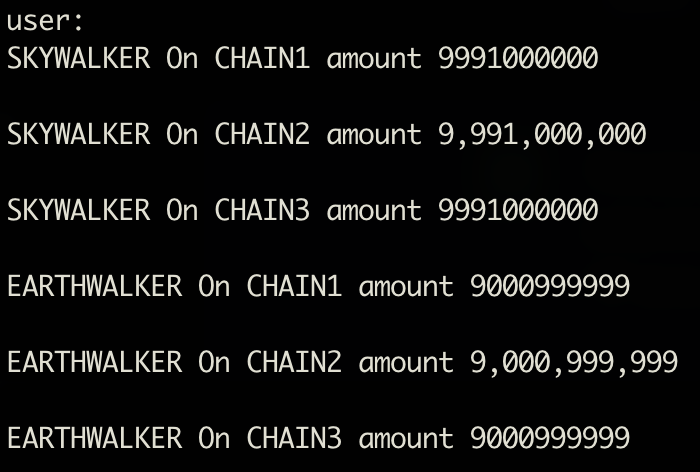 user:
SKYWALKER On CHAIN1 amount 9991000000
SKYWALKER On CHAIN2 amount 9,991,000,000
SKYWALKER On CHAIN3 amount 9991000000
EARTHWALKER On CHAIN1 amount 9000999999
EARTHWALKER On CHAIN2 amount 9,000,999,999
EARTHWALKER On CHAIN3 amount 9000999999